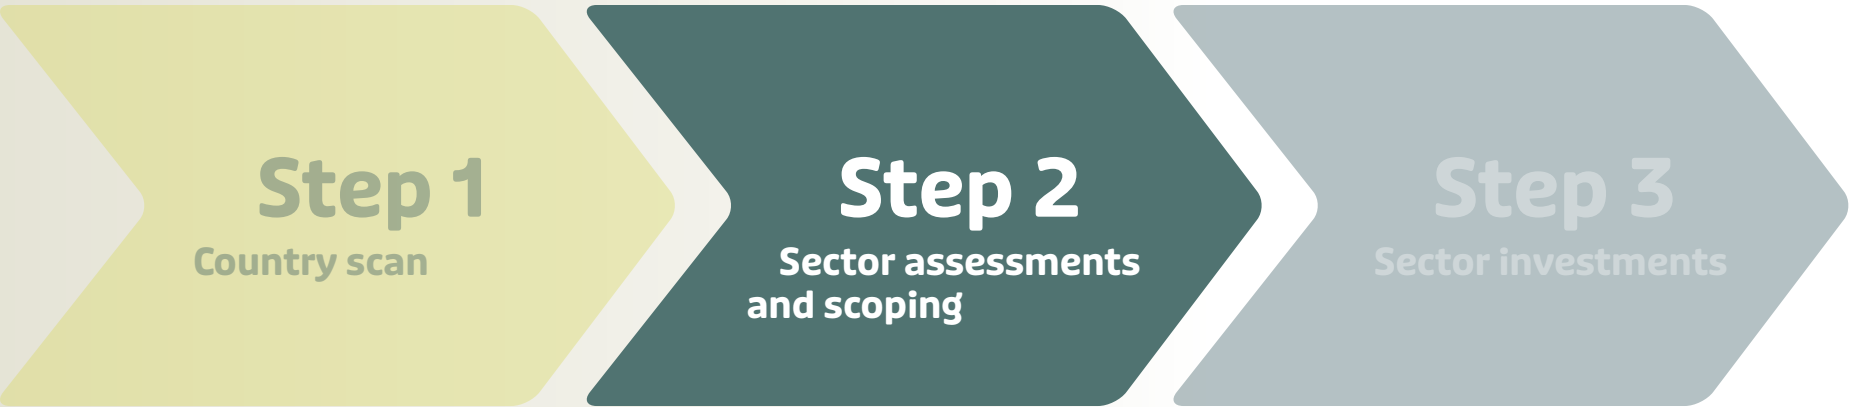 Step 1
Country scan
Step 2
Sector assessments
and scoping
Step 3
Sector investments